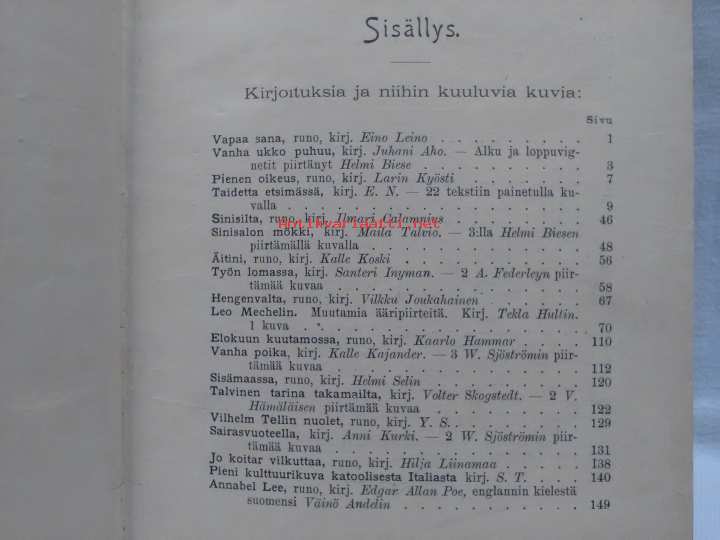 Sisällys.
Kirjoituksia ja niihin kuuluvia kuvia:
Sivu
Vapaa sana, runo, kirj. Eino Leino . . . . . . . . . 1
Vanha ukko puhuu, kirj. Juhani Aho. — Alku ja loppuvig-
netit piirtänyt Helmi Biese . . . . . . . . 3
Pienen oikeus, runo, kirj. Larin Kyösti . . . . . . . 7
Taidetta etsimässä, kirj. E. N. — 22 tekstiin painetulla ku-
valla . . . . . . . . . . . . . 9
Sinisilta, runo, kirj. Ilmari Calamnius . . . . . . . 46
antikvariaatti.net
Sinisalon mökki, kirj. Maila Talvio. — 3:lla Helmi Biesen
piirtämällä kuvalla . . . . . . . . . . 48
Äitini, runo, kirj. Kalle Koski . . . . . . . . . 56
Työn lomassa, kirj. Santeri Inyman. — 2 A. Federleyn piir-
tämää kuvaa . . . . . . . . . . . 58
Hengenvalta, runo, kirj. Vilkku Joukahainen . . . . . . 67
Leo Mechelin. Muutamia ääripiirteitä. Kirj. Tekla Hultin.
1 kuva . . . . . . . . . . . . 70
Elokuun kuutamossa, runo, kirj. Kaarlo Hammar . . . . 110
Vanha poika, kirj. Kalle Kajander. — 3 W. Sjöströmin piir-
tämää kuvaa . . . . . . . . . . . 112
Sisämaassa, runo, kirj. Helmi Selin . . . . . . . . 120
Talvinen tarina takamailta, kirj. Volter Skogstedt. — 2 V.
Hämäläisen piirtämää kuvaa . . . . . . . . 122
Vilhelm Tellin nuolet, runo, kirj. Y. S. . . . . . . . 129
Sairasvuoteella, kirj. Anni Kurki. — 2 W. Sjöströmin piir-
tämää kuvaa . . . . . . . . . . . 131
Jo koitar vilkuttaa, runo, kirj. Hilja Liinamaa . . . . . 138
Pieni kulttuurikuva katoolisesta Italiasta kirj. S. T. . . . 140
Annabel Lee, runo, kirj. Edgar Allan Poe, englannin kielestä
suomensi Väinö Andelin . . . . . . . . . 149